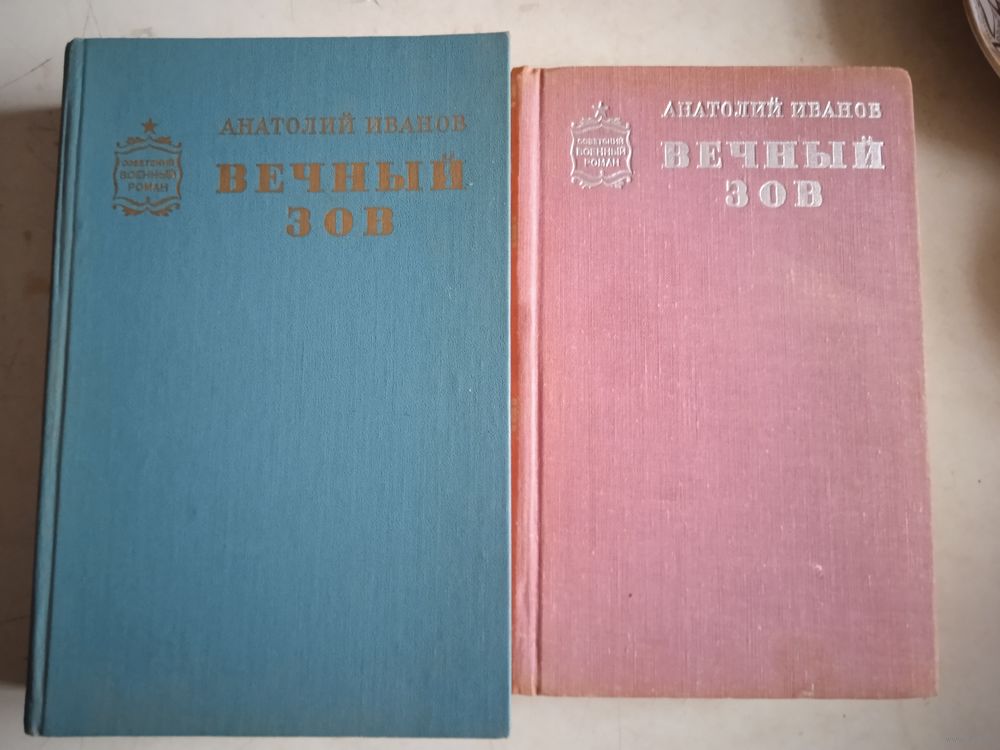 АНАТОЛИЙ ИВАНОВ
СОВЕТСКИЙ
ВОЕННЫЙ
РОМАН
ВЕЧНЫЙ
ЗОВ
АНАТОЛИЙ ИВАНОВ
СОВЕТСКИЙ
ВОЕННЫЙ
РОМАН
ВЕЧНЫЙ
ЗОВ